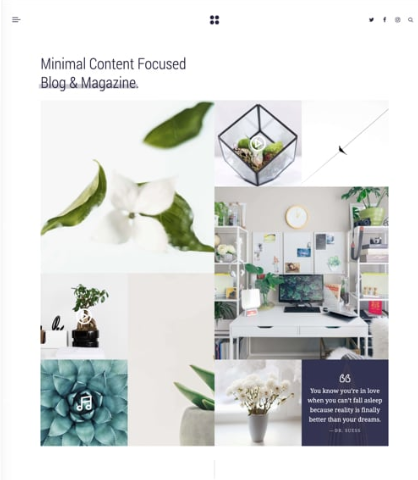 Minimal Content Focused
Blog & Magazine.
You know you're in love
when you can't fall asleep
because reality is finally
better than your dreams.
— DR. SEUSS